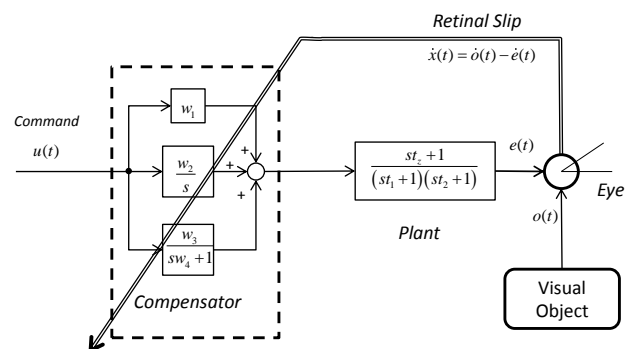 Retinal Slip
ẋ(t) = ȯ(t) − ė(t)
Command
u(t)
w₁
w₂
s
w₃
sw₄ + 1
+
+
+
Compensator
st_z + 1
(st₁ + 1)(st₂ + 1)
Plant
e(t)
Eye
o(t)
Visual
Object